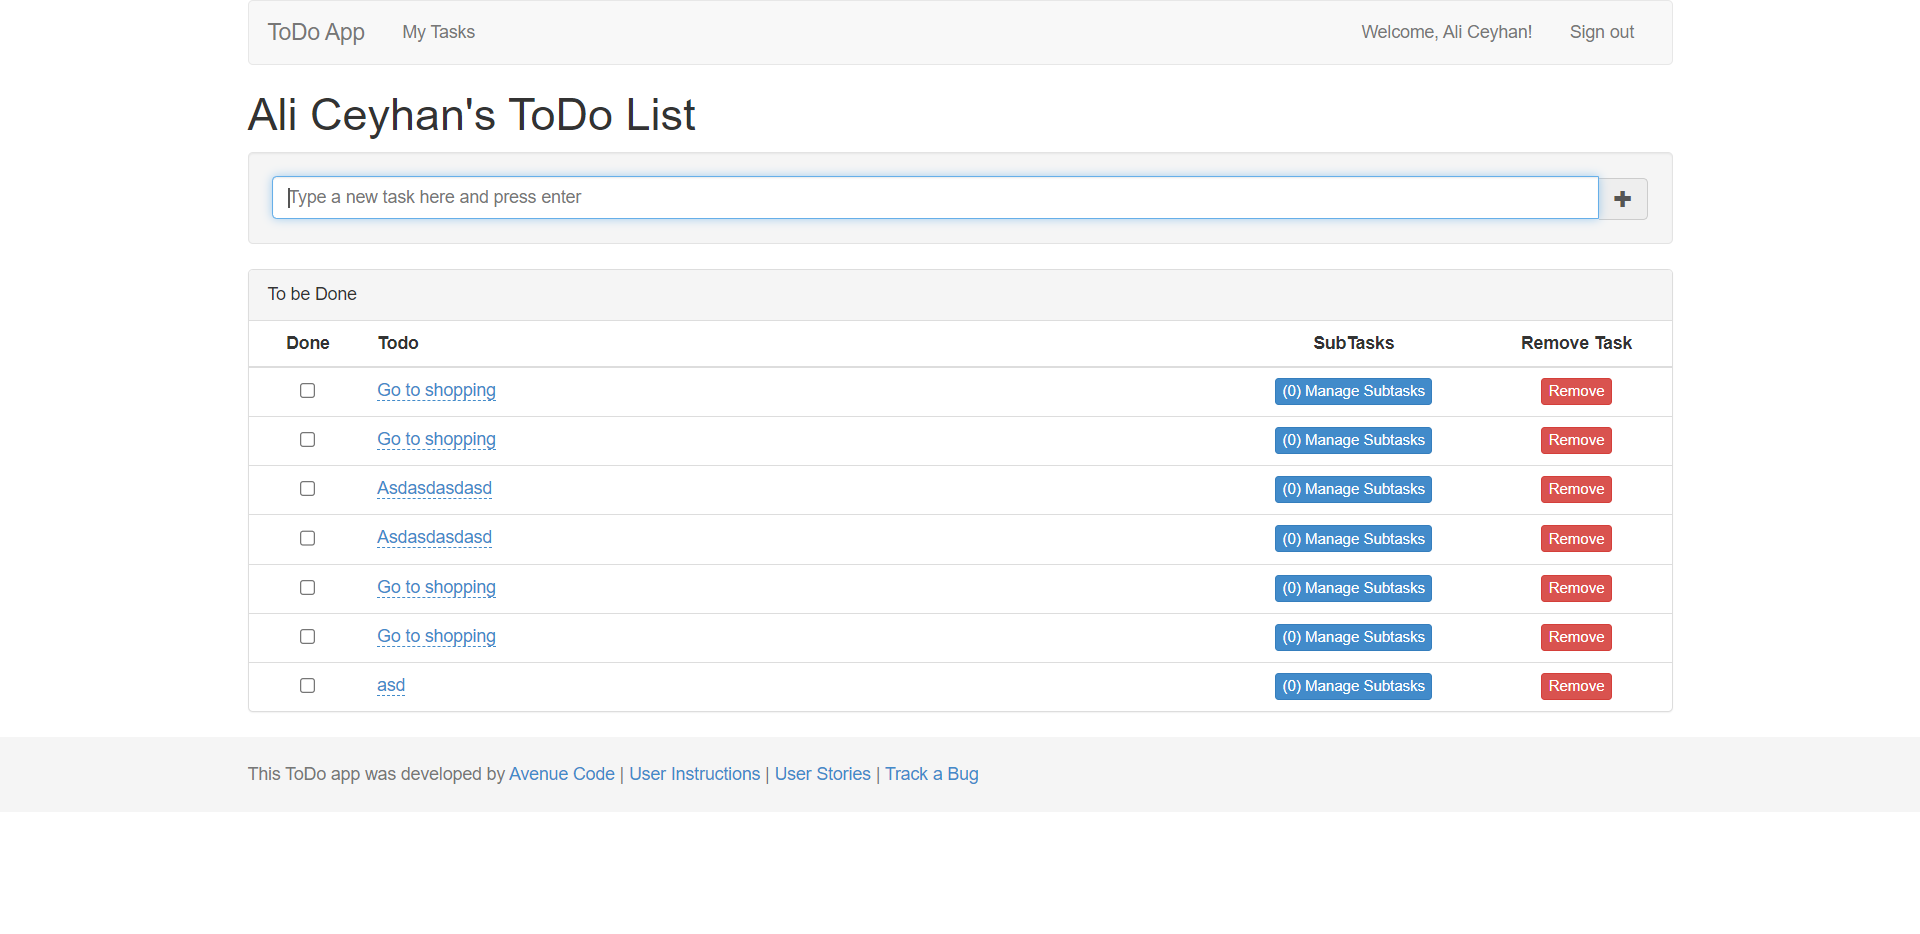 ToDo App My Tasks Welcome, Ali Ceyhan! Sign out
Ali Ceyhan's ToDo List
Type a new task here and press enter
To be Done
Done Todo SubTasks Remove Task
Go to shopping (0) Manage Subtasks Remove
Go to shopping (0) Manage Subtasks Remove
Asdasdasdasd (0) Manage Subtasks Remove
Asdasdasdasd (0) Manage Subtasks Remove
Go to shopping (0) Manage Subtasks Remove
Go to shopping (0) Manage Subtasks Remove
asd (0) Manage Subtasks Remove
This ToDo app was developed by Avenue Code | User Instructions | User Stories | Track a Bug